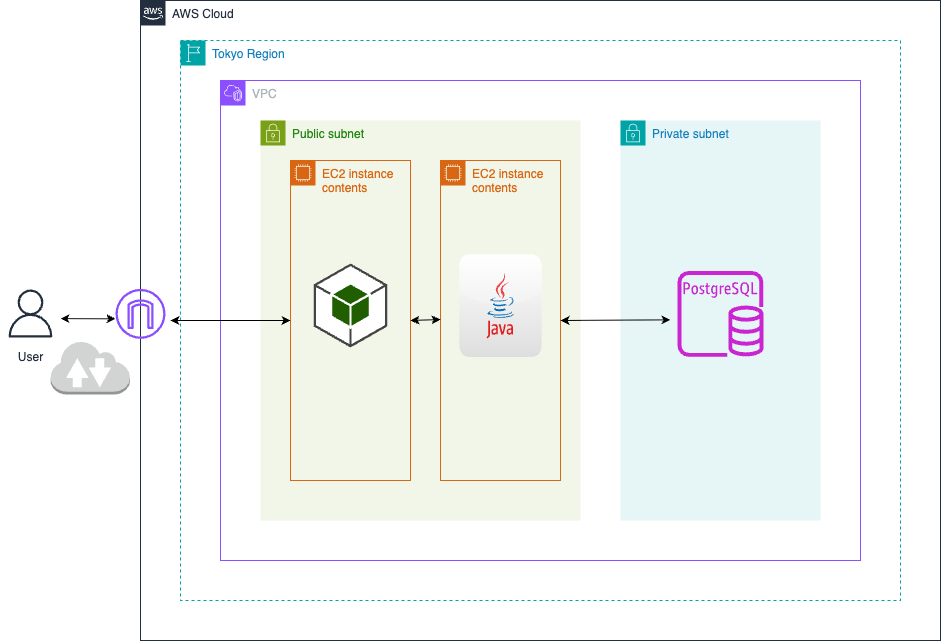 aws
AWS Cloud
Tokyo Region
VPC
Public subnet
Private subnet
EC2 instance
contents
EC2 instance
contents
PostgreSQL
Java
User